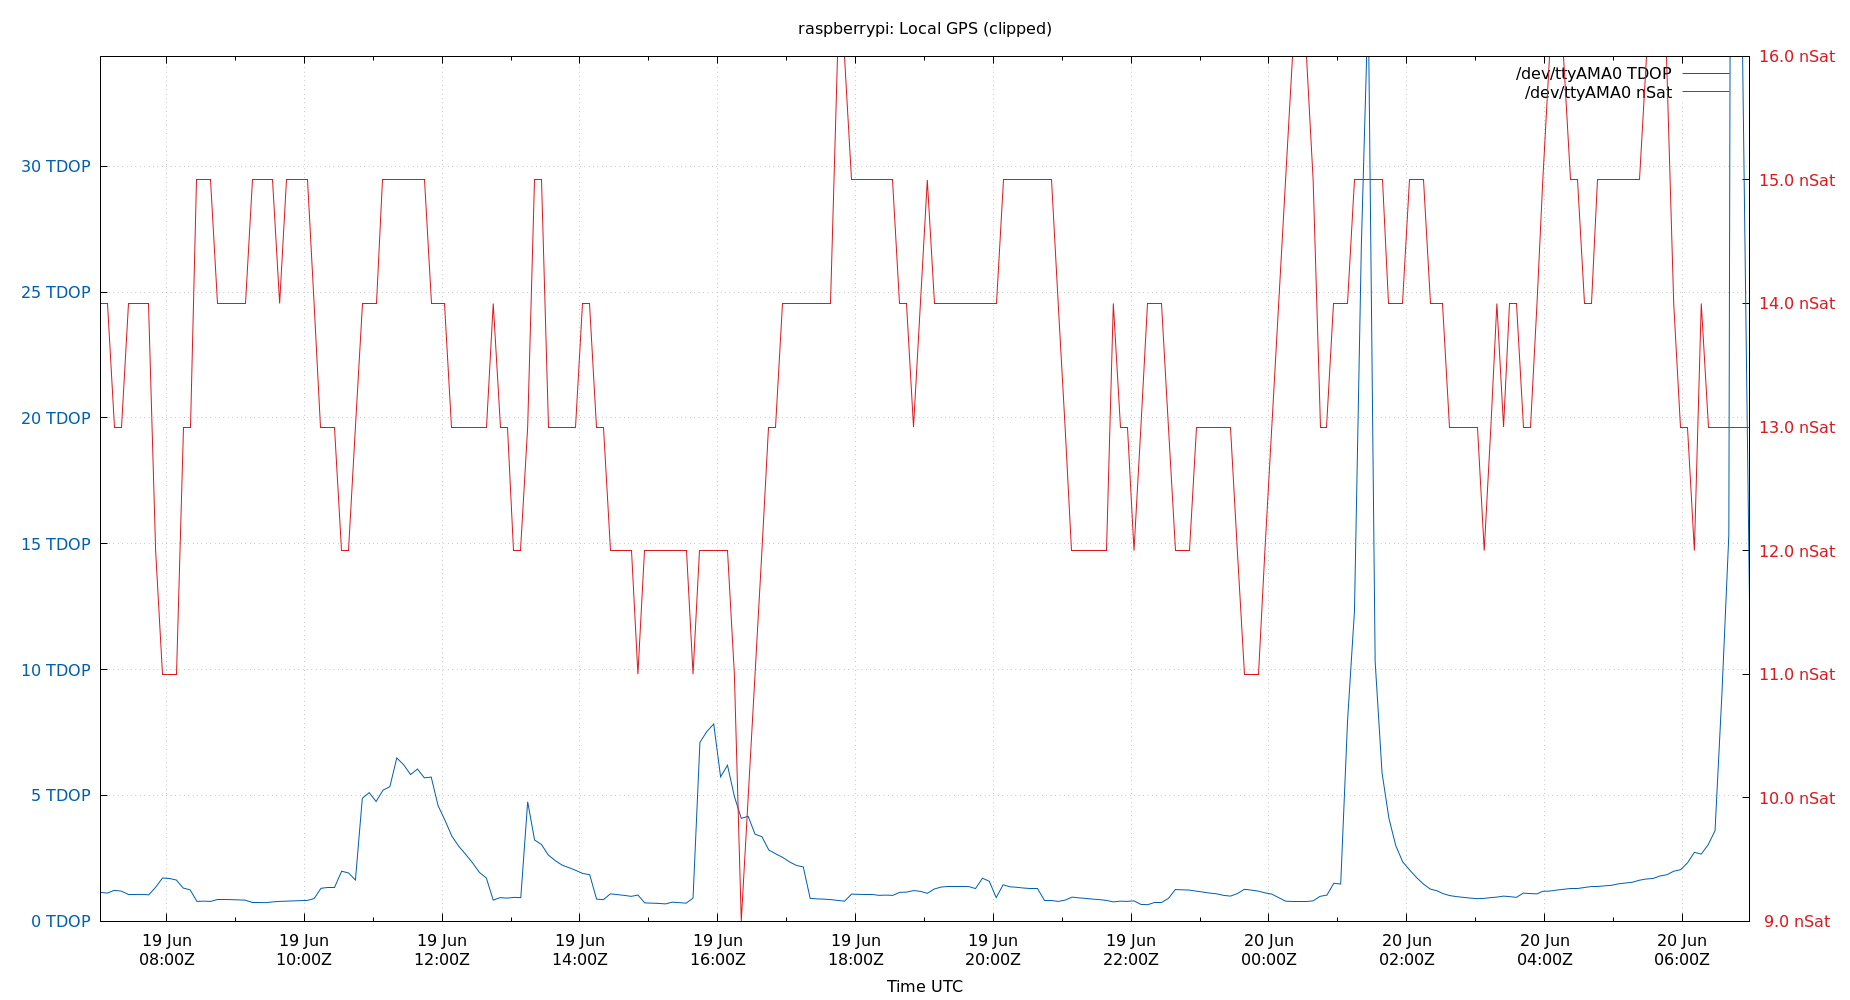 raspberrypi: Local GPS (clipped)
/dev/ttyAMA0 TDOP
/dev/ttyAMA0 nSat
30 TDOP
25 TDOP
20 TDOP
15 TDOP
10 TDOP
5 TDOP
0 TDOP
16.0 nSat
15.0 nSat
14.0 nSat
13.0 nSat
12.0 nSat
11.0 nSat
10.0 nSat
9.0 nSat
19 Jun
08:00Z
19 Jun
10:00Z
19 Jun
12:00Z
19 Jun
14:00Z
19 Jun
16:00Z
19 Jun
18:00Z
19 Jun
20:00Z
19 Jun
22:00Z
20 Jun
00:00Z
20 Jun
02:00Z
20 Jun
04:00Z
20 Jun
06:00Z
Time UTC